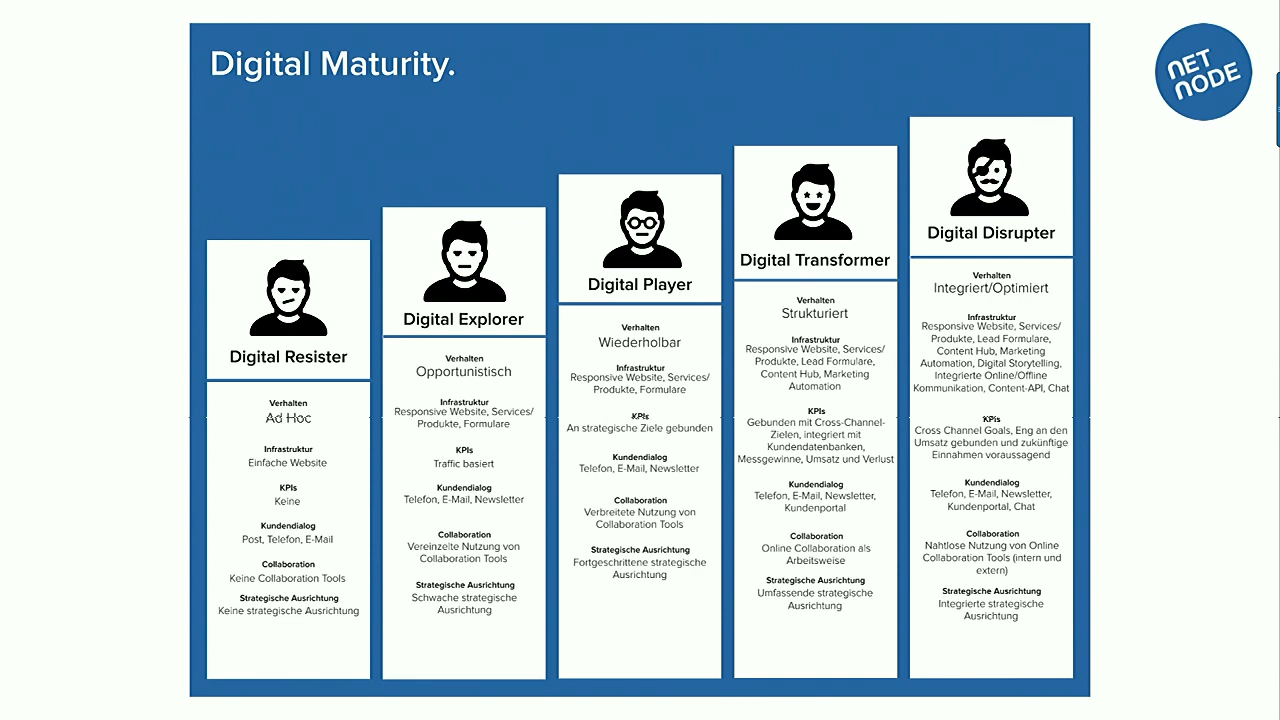 Digital Maturity.
NET
NODE
Digital Resister
Verhalten
Ad Hoc
Infrastruktur
Einfache Website
KPIs
Keine
Kundendialog
Post, Telefon, E-Mail
Collaboration
Keine Collaboration Tools
Strategische Ausrichtung
Keine strategische Ausrichtung
Digital Explorer
Verhalten
Opportunistisch
Infrastruktur
Responsive Website, Services/
Produkte, Formulare
KPIs
Traffic basiert
Kundendialog
Telefon, E-Mail, Newsletter
Collaboration
Vereinzelte Nutzung von
Collaboration Tools
Strategische Ausrichtung
Schwache strategische
Ausrichtung
Digital Player
Verhalten
Wiederholbar
Infrastruktur
Responsive Website, Services/
Produkte, Formulare
KPIs
An strategische Ziele gebunden
Kundendialog
Telefon, E-Mail, Newsletter
Collaboration
Verbreitete Nutzung von
Collaboration Tools
Strategische Ausrichtung
Fortgeschrittene strategische
Ausrichtung
Digital Transformer
Verhalten
Strukturiert
Infrastruktur
Responsive Website, Services/
Produkte, Lead Formulare,
Content Hub, Marketing
Automation
KPIs
Gebunden mit Cross-Channel-
Zielen, integriert mit
Kundendatenbanken,
Messgewinne, Umsatz und Verlust
Kundendialog
Telefon, E-Mail, Newsletter,
Kundenportal
Collaboration
Online Collaboration als
Arbeitsweise
Strategische Ausrichtung
Umfassende strategische
Ausrichtung
Digital Disrupter
Verhalten
Integriert/Optimiert
Infrastruktur
Responsive Website, Services/
Produkte, Lead Formulare,
Content Hub, Marketing
Automation, Digital Storytelling,
Integrierte Online/Offline
Kommunikation, Content-API, Chat
KPIs
Cross Channel Goals, Eng an den
Umsatz gebunden und zukünftige
Einnahmen voraussagend
Kundendialog
Telefon, E-Mail, Newsletter,
Kundenportal, Chat
Collaboration
Nahtlose Nutzung von Online
Collaboration Tools (intern und
extern)
Strategische Ausrichtung
Integrierte strategische
Ausrichtung